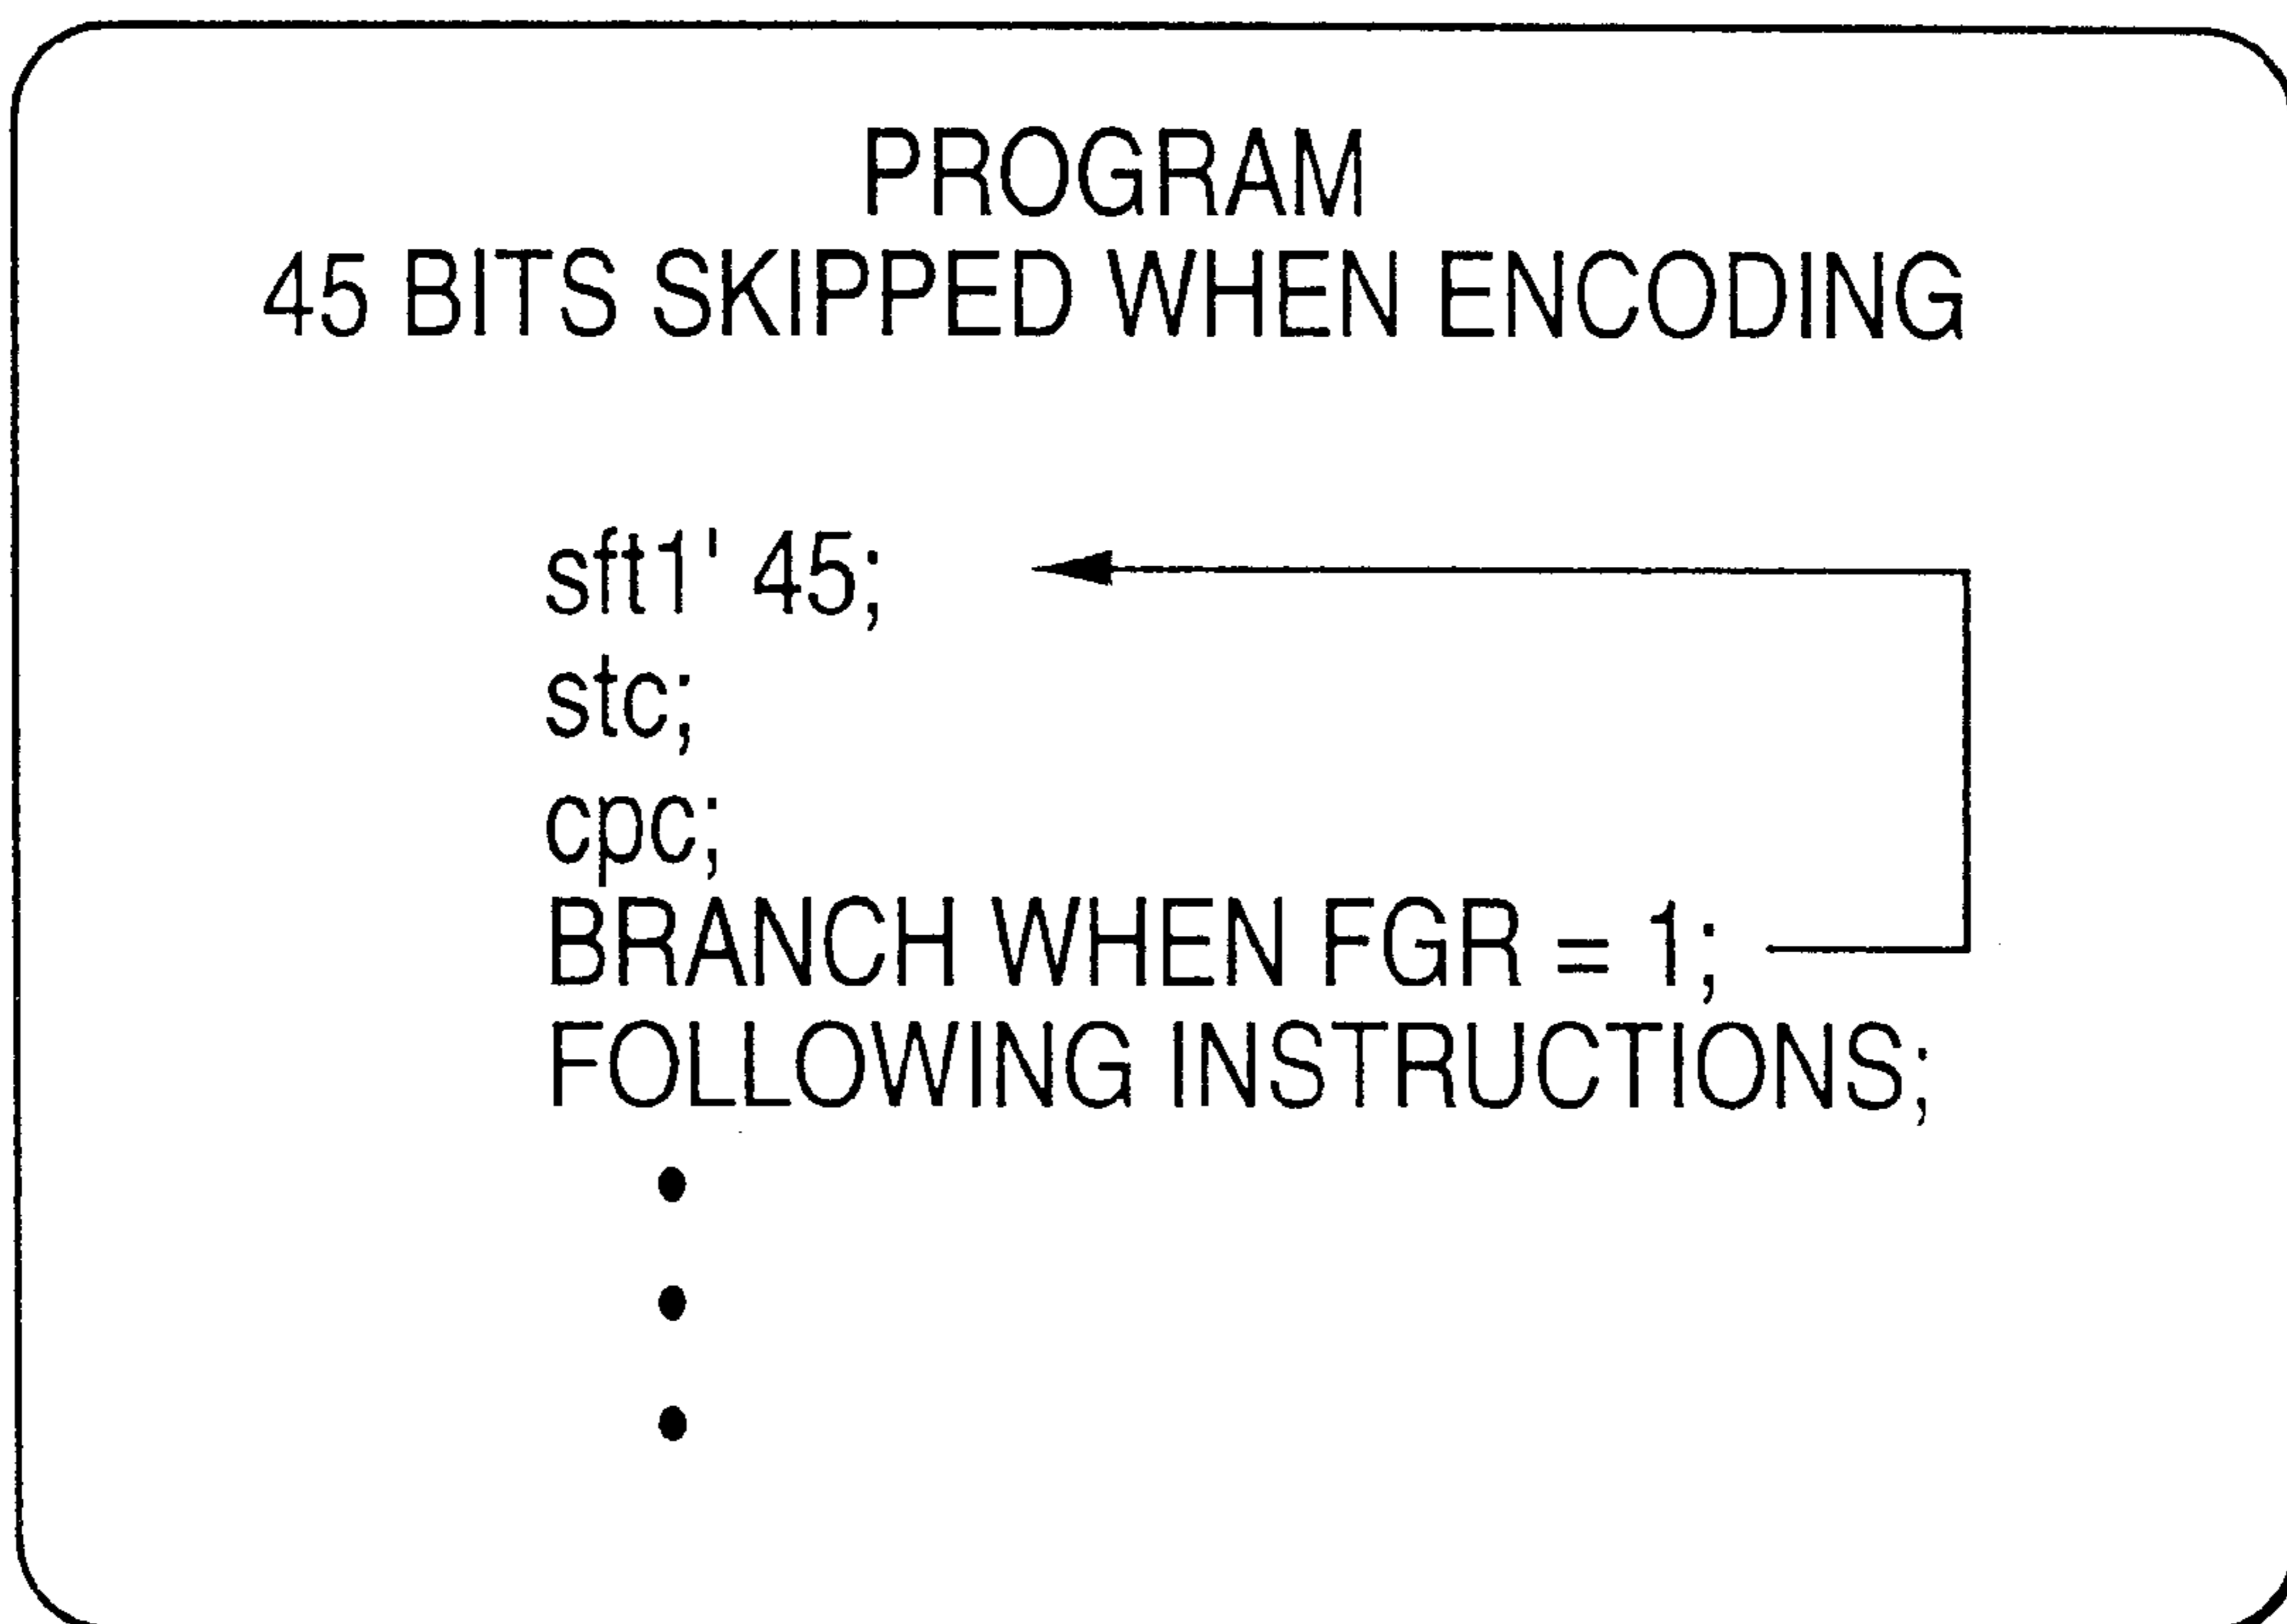 PROGRAM
45 BITS SKIPPED WHEN ENCODING
sft1' 45;
stc;
cpc;
BRANCH WHEN FGR = 1;
FOLLOWING INSTRUCTIONS;